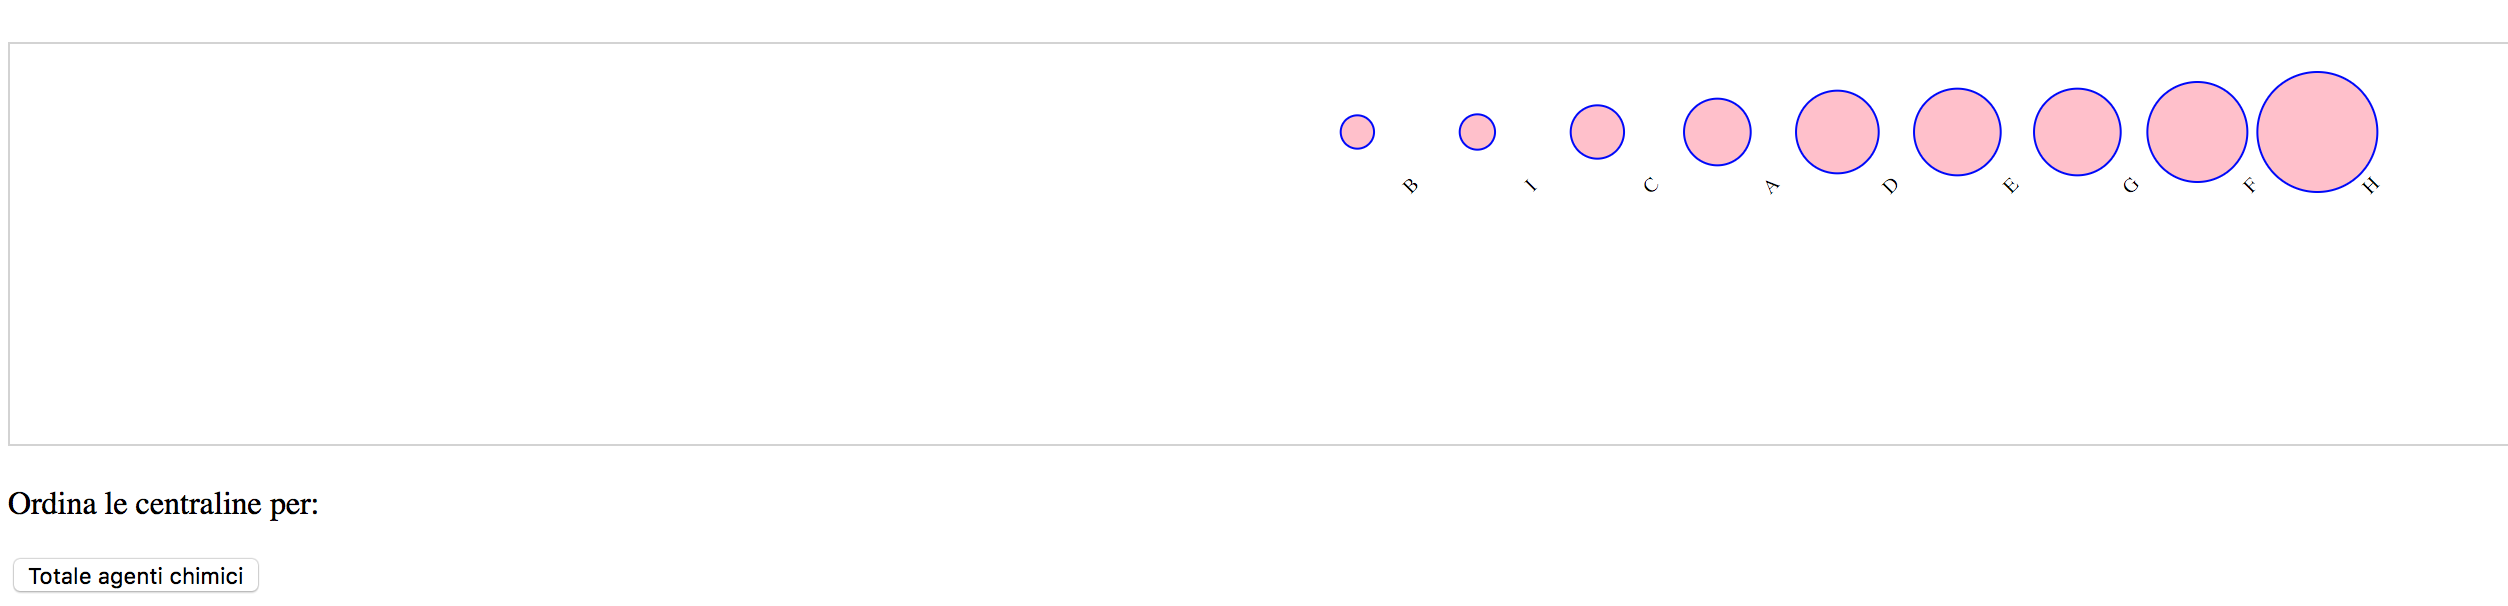 B I C A D E G F H
Ordina le centraline per:
Totale agenti chimici